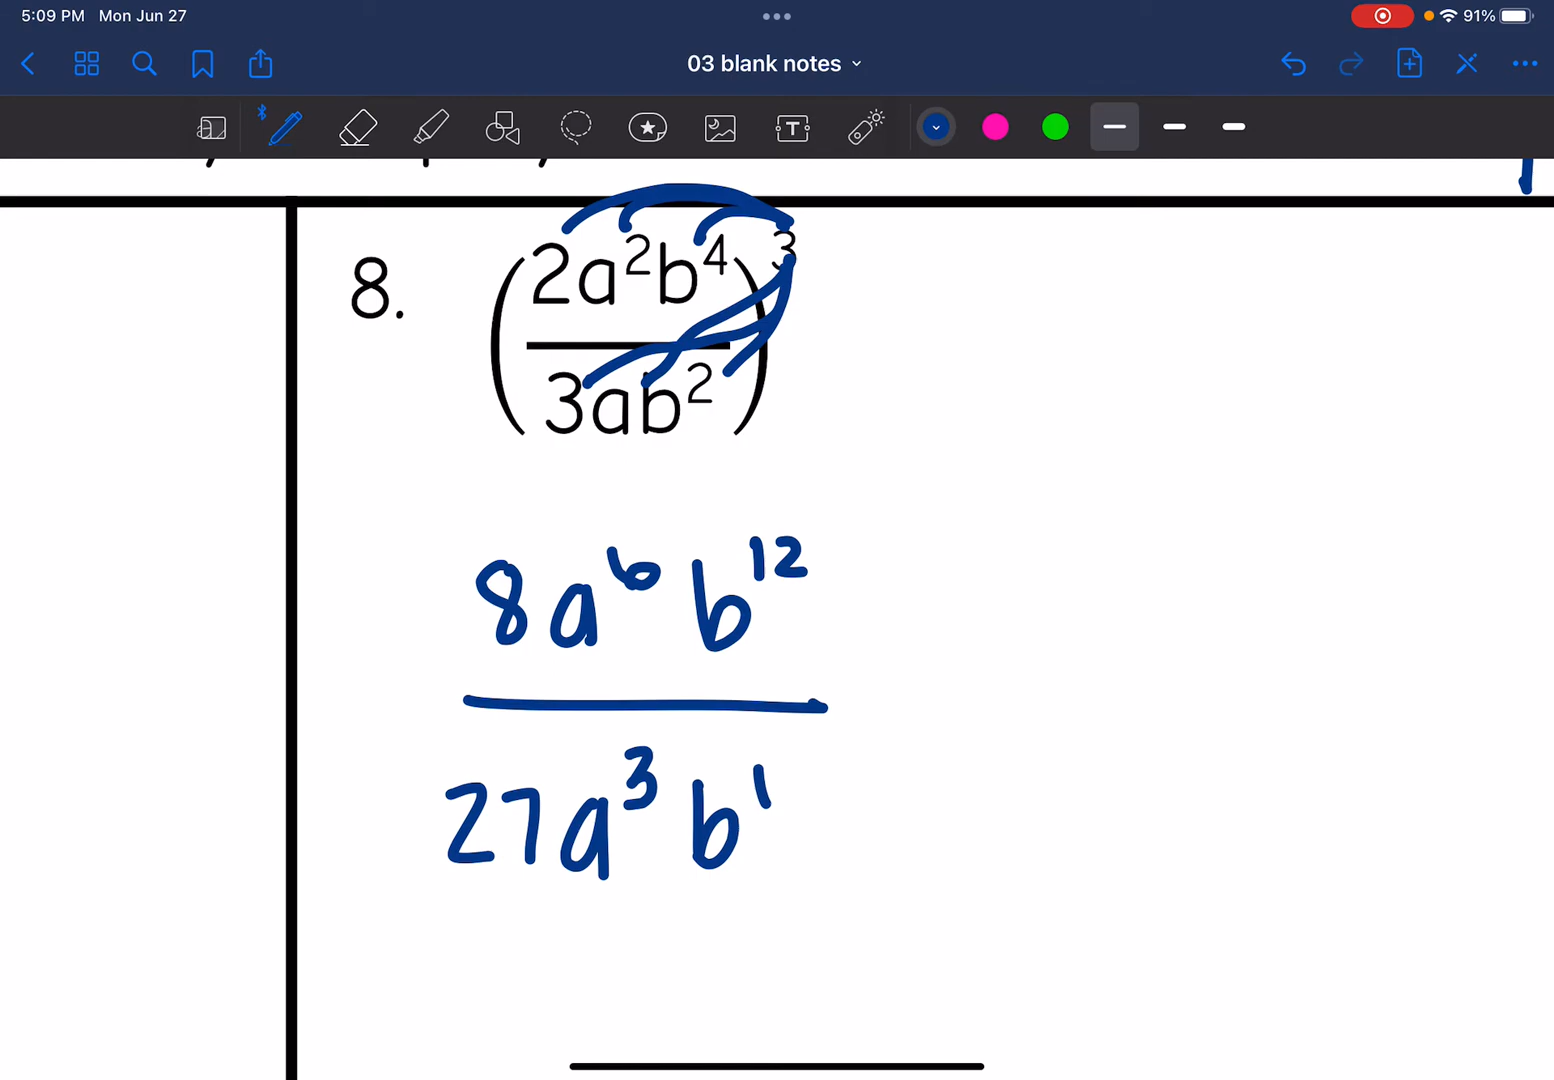 5:09 PM Mon Jun 27
91%
03 blank notes
T
8. (2a²b⁴/3ab²)³
8a⁶b¹²
27a³b¹